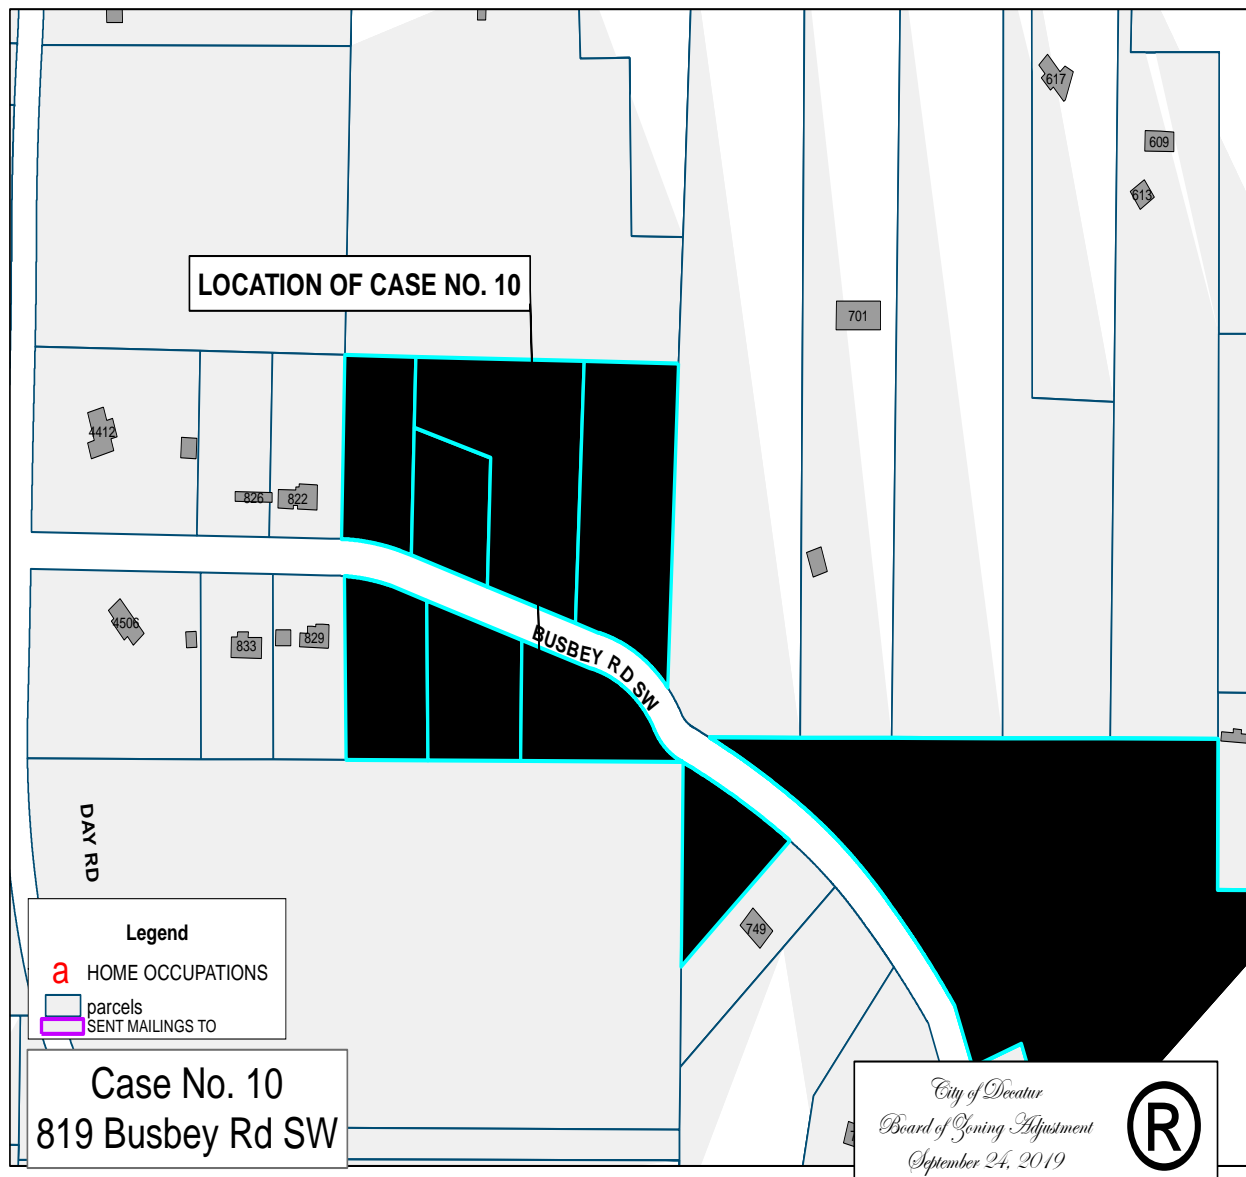 617
609
613
LOCATION OF CASE NO. 10
701
4412
826
822
4506
833
829
BUSBEY RD SW
DAY RD
749
Legend
a HOME OCCUPATIONS
parcels
SENT MAILINGS TO
Case No. 10
819 Busbey Rd SW
City of Decatur
Board of Zoning Adjustment
September 24, 2019
R